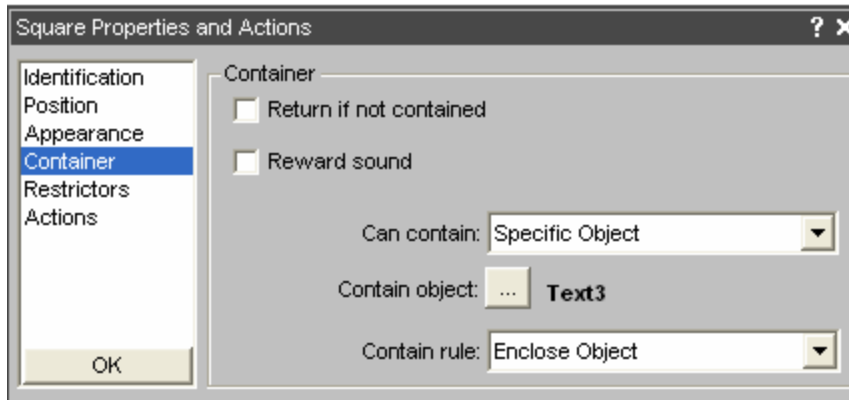 Square Properties and Actions ? ×
Identification
Position
Appearance
Container
Restrictors
Actions
OK
Container
Return if not contained
Reward sound
Can contain: Specific Object
Contain object: ... Text3
Contain rule: Enclose Object